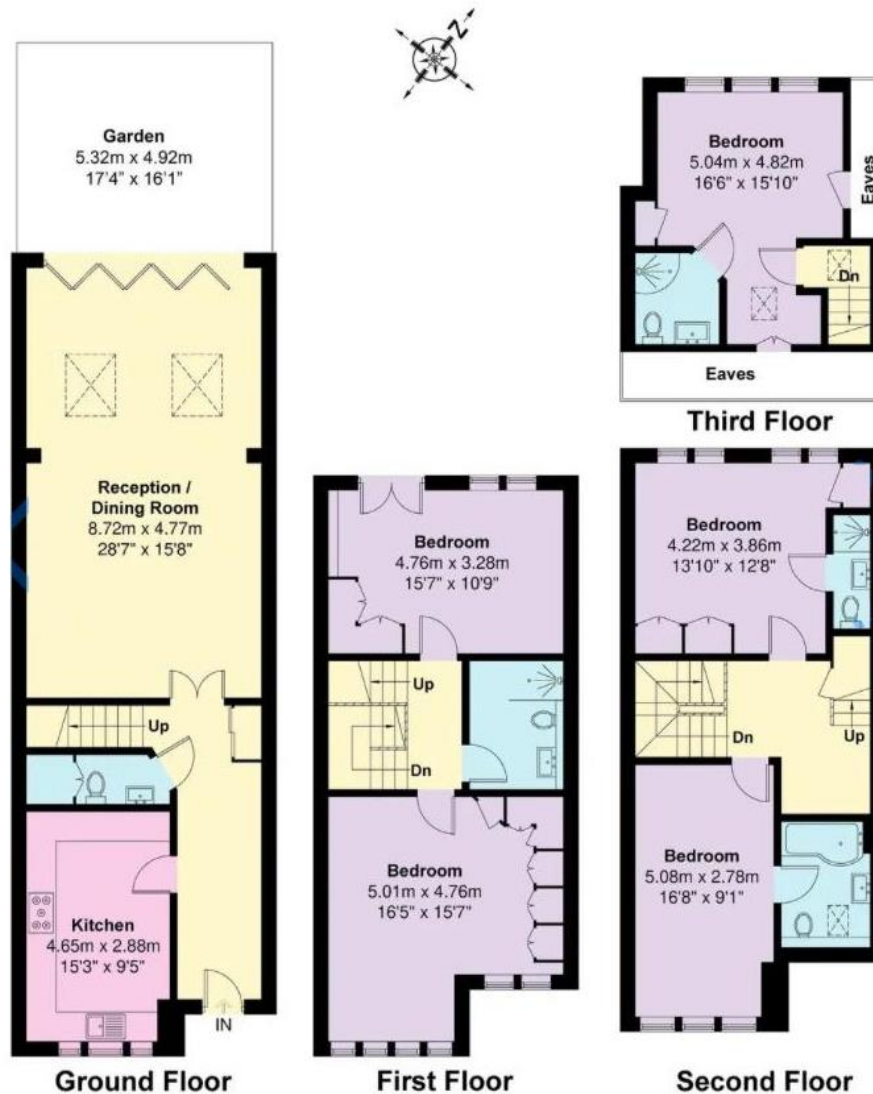 Z
Garden
5.32m x 4.92m
17'4" x 16'1"
Reception /
Dining Room
8.72m x 4.77m
28'7" x 15'8"
Up
Kitchen
4.65m x 2.88m
15'3" x 9'5"
IN
Ground Floor
Bedroom
4.76m x 3.28m
15'7" x 10'9"
Up
Dn
Bedroom
5.01m x 4.76m
16'5" x 15'7"
First Floor
Bedroom
5.04m x 4.82m
16'6" x 15'10"
Eaves
Dn
Eaves
Third Floor
Bedroom
4.22m x 3.86m
13'10" x 12'8"
Dn
Up
Bedroom
5.08m x 2.78m
16'8" x 9'1"
Second Floor